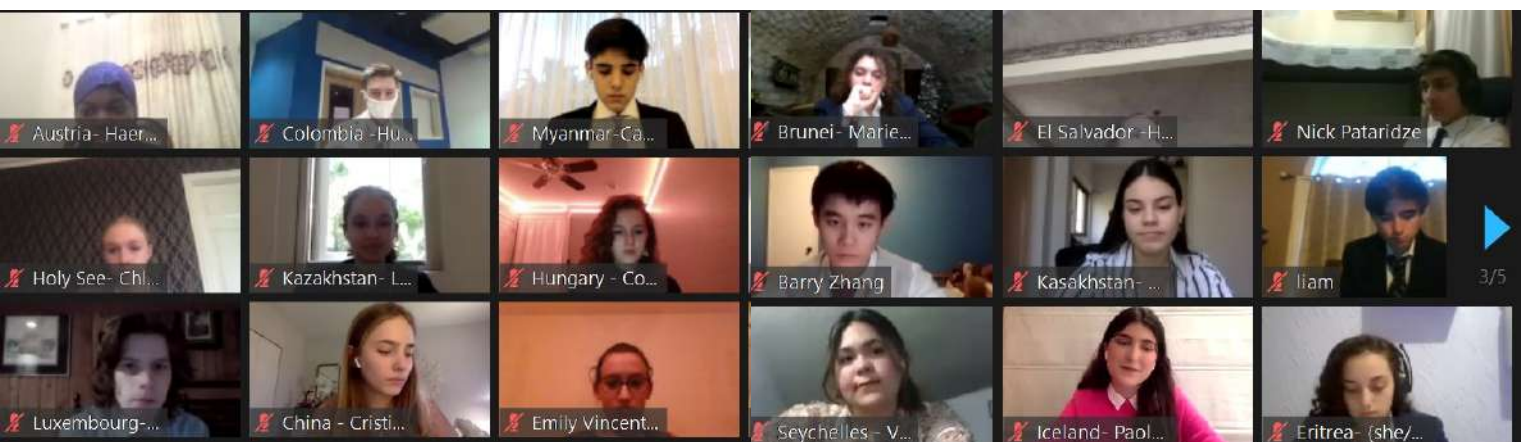 Austria- Haer...
Colombia -Hu...
Myanmar-Ca...
Brunei- Marie...
El Salvador -H...
Nick Pataridze
Holy See- Chl...
Kazakhstan- L...
Hungary - Co...
Barry Zhang
Kasakhstan- ...
liam
3/5
Luxembourg-...
China - Cristi...
Emily Vincent...
Seychelles - V...
Iceland- Paol...
Eritrea- (she/...